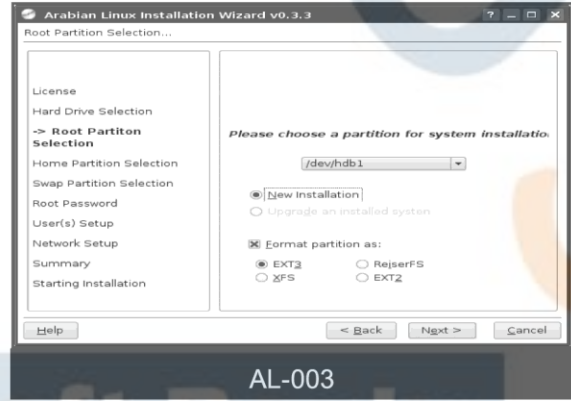 Arabian Linux Installation Wizard v0.3.3
Root Partition Selection...
License
Hard Drive Selection
-> Root Partiton
Selection
Home Partition Selection
Swap Partition Selection
Root Password
User(s) Setup
Network Setup
Summary
Starting Installation
Please choose a partition for system installatio
/dev/hdb1
New Installation
Upgrade an installed system
Format partition as:
EXT3
ReiserFS
XFS
EXT2
Help
< Back
Next >
Cancel
AL-003